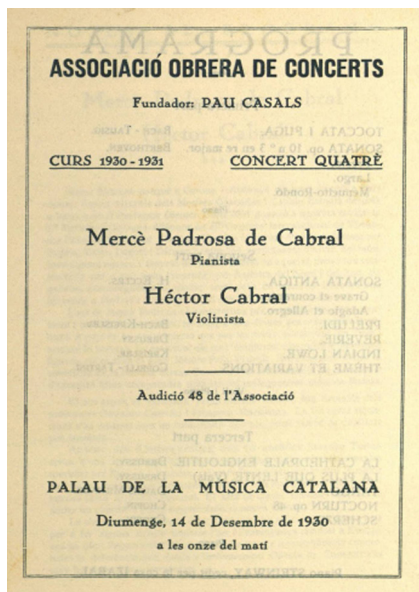 ASSOCIACIÓ OBRERA DE CONCERTS
Fundador: PAU CASALS
CURS 1930-1931 CONCERT QUATRÈ
Mercè Padrosa de Cabral
Pianista
Héctor Cabral
Violinista
Audició 48 de l'Associació
PALAU DE LA MÚSICA CATALANA
Diumenge, 14 de Desembre de 1930
a les onze del matí